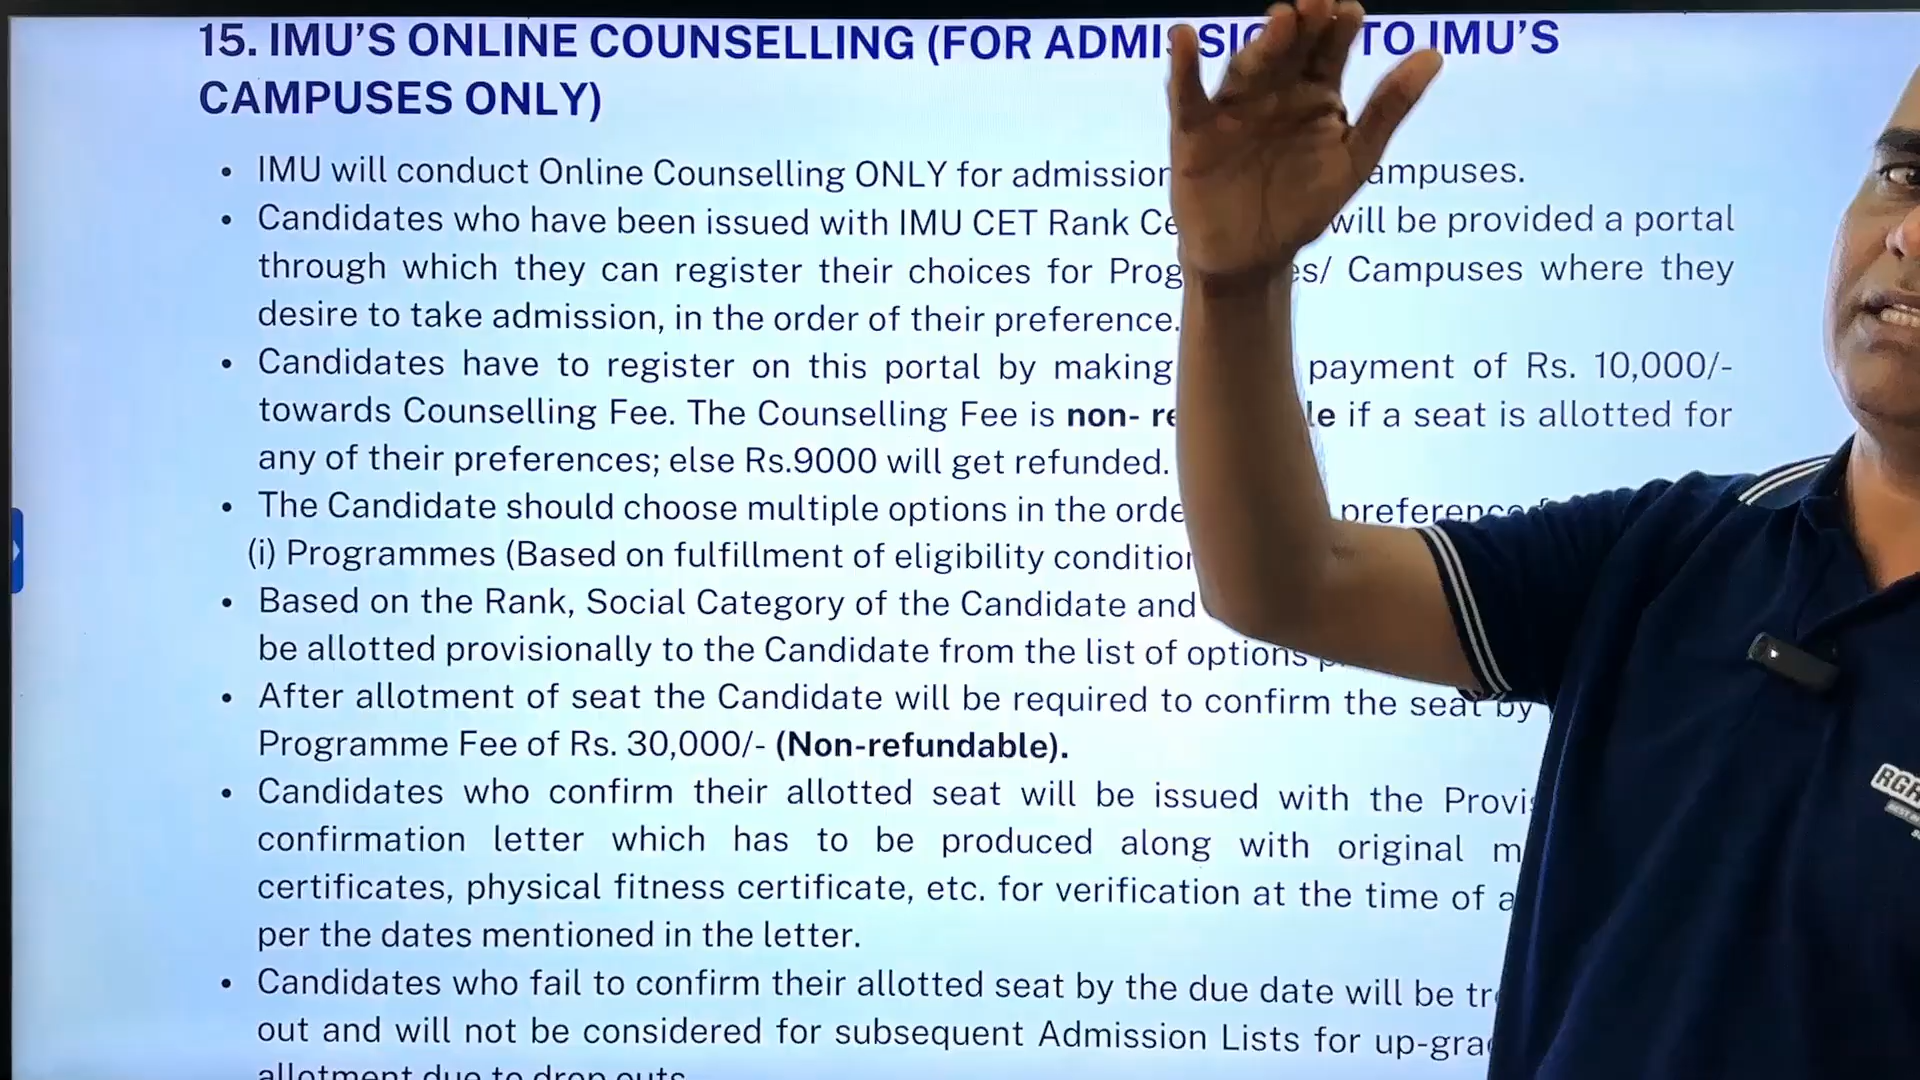 15. IMU'S ONLINE COUNSELLING (FOR TO IMU'S
CAMPUSES ONLY)
• IMU will conduct Online Counselling ONLY for admission
• Candidates who have been issued with IMU CET Rank will be provided a portal
through which they can register their choices for Campuses where they
desire to take admission, in the order of their preference.
• Candidates have to register on this portal by making payment of Rs. 10,000/-
towards Counselling Fee. The Counselling Fee is non- if a seat is allotted for
any of their preferences; else Rs.9000 will get refunded.
• The Candidate should choose multiple options in the
(i) Programmes (Based on fulfillment of eligibility
• Based on the Rank, Social Category of the Candidate and
be allotted provisionally to the Candidate from the list of options
• After allotment of seat the Candidate will be required to confirm the seat by
Programme Fee of Rs. 30,000/- (Non-refundable).
• Candidates who confirm their allotted seat will be issued with the
confirmation letter which has to be produced along with original
certificates, physical fitness certificate, etc. for verification at the time of
per the dates mentioned in the letter.
• Candidates who fail to confirm their allotted seat by the due date will be
out and will not be considered for subsequent Admission Lists for
allotment due to drop outs